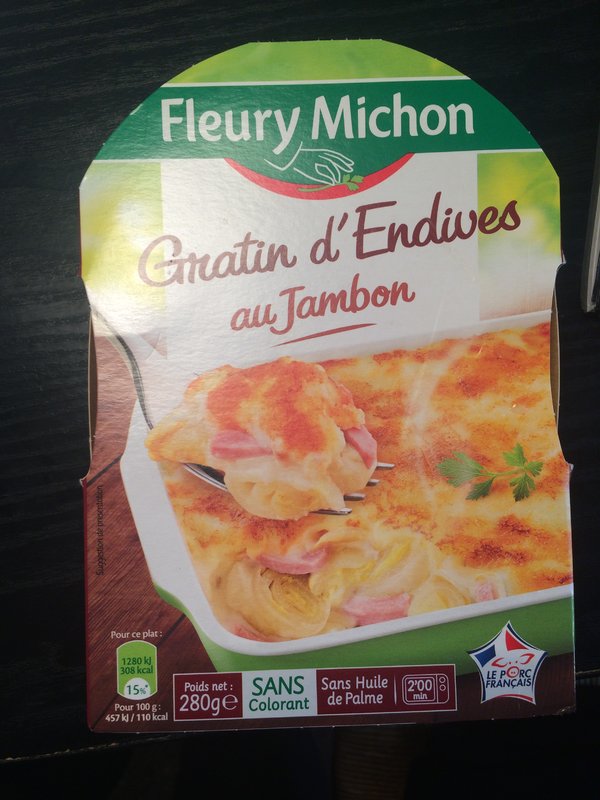 Fleury Michon
Gratin d'Endives
au Jambon
Suggestion de présentation
Pour ce plat :
1280 kJ
308 kcal
15%*
Pour 100 g :
457 kJ / 110 kcal
Poids net :
280g℮
SANS
Colorant
Sans Huile
de Palme
2'00
min
LE PORC
FRANÇAIS